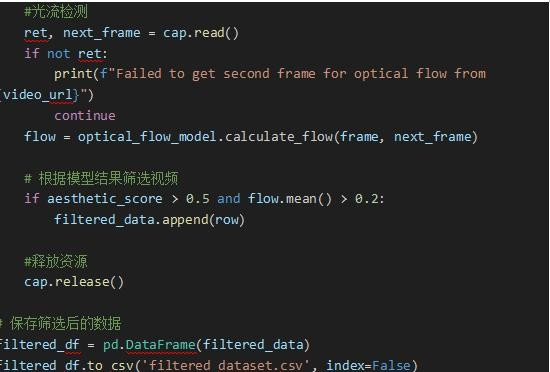 #光流检测
ret, next_frame = cap.read()
if not ret:
print(f"Failed to get second frame for optical flow from
{video_url}")
continue
flow = optical_flow_model.calculate_flow(frame, next_frame)
# 根据模型结果筛选视频
if aesthetic_score > 0.5 and flow.mean() > 0.2:
filtered_data.append(row)
#释放资源
cap.release()
# 保存筛选后的数据
filtered_df = pd.DataFrame(filtered_data)
filtered_df.to_csv('filtered_dataset.csv', index=False)